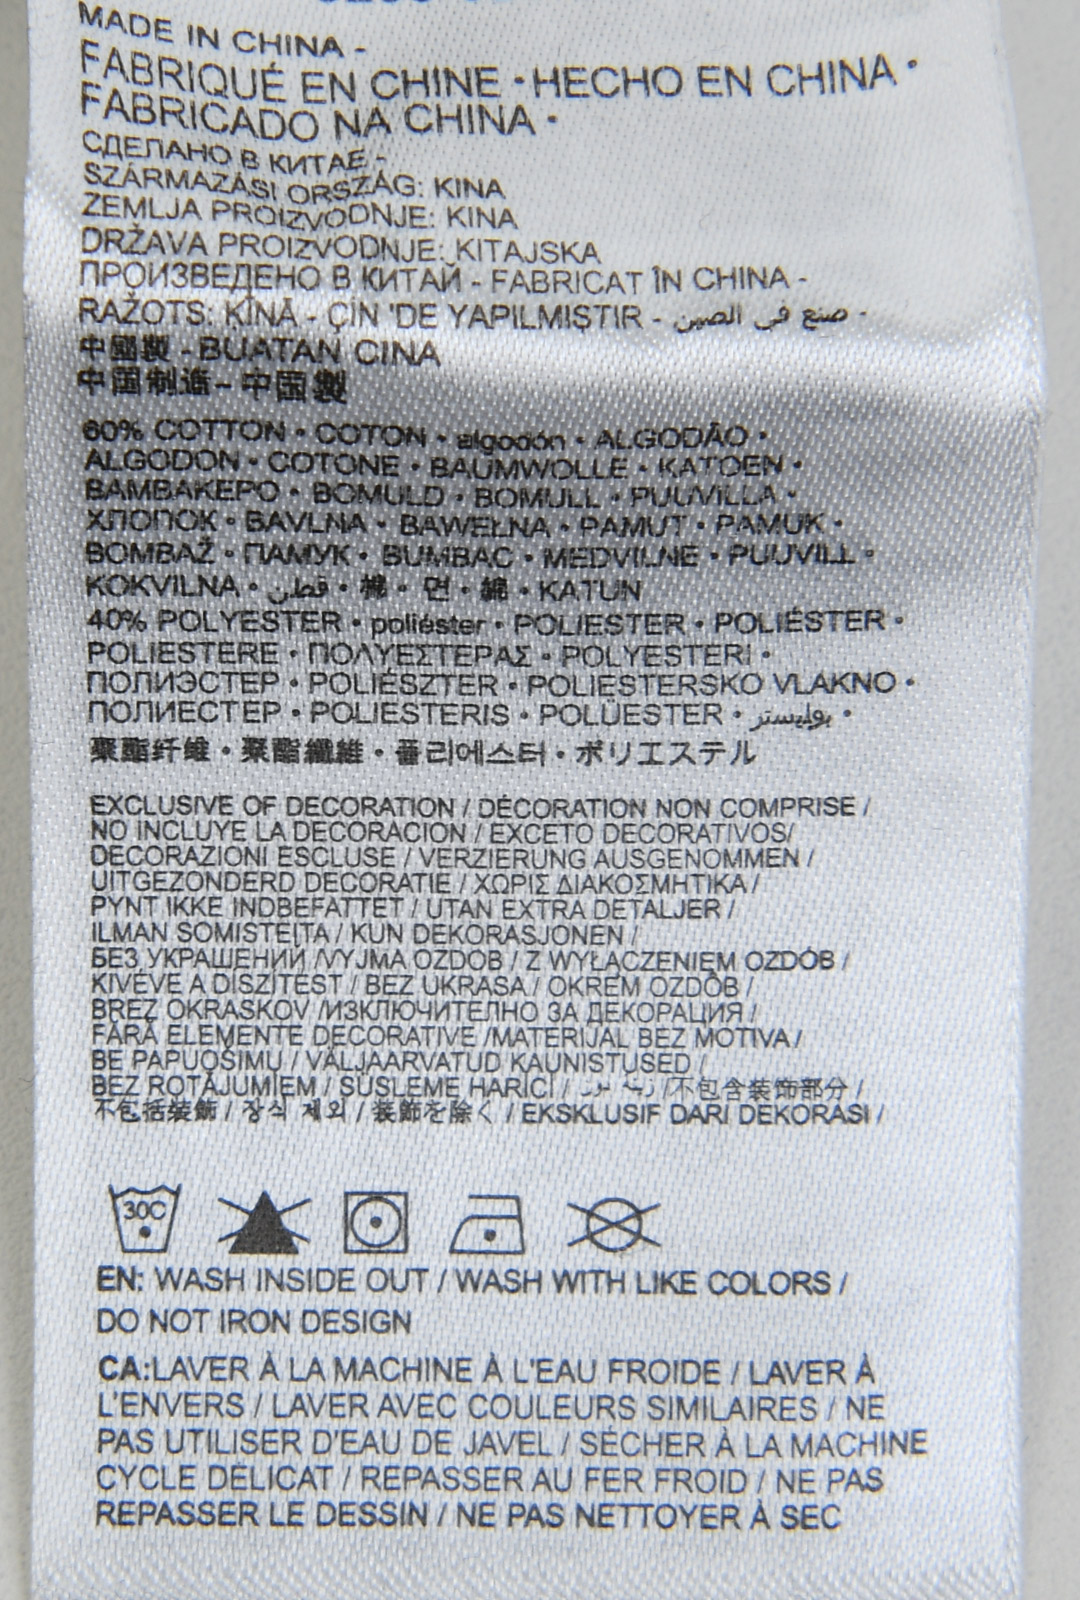 MADE IN CHINA -
FABRIQUÉ EN CHINE • HECHO EN CHINA •
FABRICADO NA CHINA •
СДЕЛАНО В КИТАЕ -
SZÁRMAZÁSI ORSZÁG: KINA
ZEMLJA PROIZVODNJE: KINA
DRŽAVA PROIZVODNJE: KITAJSKA
ПРОИЗВЕДЕНО В КИТАЙ - FABRICAT ÎN CHINA -
RAŽOTS: ĶĪNĀ - ÇİN 'DE YAPILMIŞTIR - صنع في الصين -
中國製 - BUATAN CINA
中国制造 - 中国製
60% COTTON • COTON • algodón • ALGODÃO •
ALGODON • COTONE • BAUMWOLLE • KATOEN •
BAMBAKEPO • BOMULD • BOMULL • PUUVILLA •
ХЛОПОК • BAVLNA • BAWEŁNA • PAMUT • PAMUK •
BOMBAŽ • ПАМУК • BUMBAC • MEDVILNE • PUUVILL •
KOKVILNA • قطن • 棉 • 면 • 綿 • KATUN
40% POLYESTER • poliéster • POLIESTER • POLIÉSTER •
POLIESTERE • ΠΟΛΥΕΣΤΕΡΑΣ • POLYESTERI •
ПОЛИЭСТЕР • POLIÉSZTER • POLIESTERSKO VLAKNO •
ПОЛИЕСТЕР • POLIESTERIS • POLÜESTER • بوليستر •
聚酯纤维 • 聚酯纖維 • 폴리에스터 • ポリエステル
EXCLUSIVE OF DECORATION / DÉCORATION NON COMPRISE /
NO INCLUYE LA DECORACION / EXCETO DECORATIVOS/
DECORAZIONI ESCLUSE / VERZIERUNG AUSGENOMMEN /
UITGEZONDERD DECORATIE / ΧΩΡΙΣ ΔΙΑΚΟΣΜΗΤΙΚΑ /
PYNT IKKE INDBEFATTET / UTAN EXTRA DETALJER /
ILMAN SOMISTEITA / KUN DEKORASJONEN /
БЕЗ УКРАШЕНИЙ /VYJMA OZDOB / Z WYŁĄCZENIEM OZDÓB /
KIVÉVE A DÍSZÍTÉST / BEZ UKRASA / OKREM OZDÔB /
BREZ OKRASKOV /ИЗКЛЮЧИТЕЛНО ЗА ДЕКОРАЦИЯ /
FĂRĂ ELEMENTE DECORATIVE /MATERIJAL BEZ MOTIVA /
BE PAPUOŠIMŲ / VÄLJAARVATUD KAUNISTUSED /
BEZ ROTĀJUMIEM / SÜSLEME HARİCİ / /不包含装饰部分 /
不包括裝飾 / 장식 제외 / 装飾を除く / EKSKLUSIF DARI DEKORASI /
30C
EN: WASH INSIDE OUT / WASH WITH LIKE COLORS /
DO NOT IRON DESIGN
CA:LAVER À LA MACHINE À L'EAU FROIDE / LAVER À
L'ENVERS / LAVER AVEC COULEURS SIMILAIRES / NE
PAS UTILISER D'EAU DE JAVEL / SÉCHER À LA MACHINE
CYCLE DÉLICAT / REPASSER AU FER FROID / NE PAS
REPASSER LE DESSIN / NE PAS NETTOYER À SEC